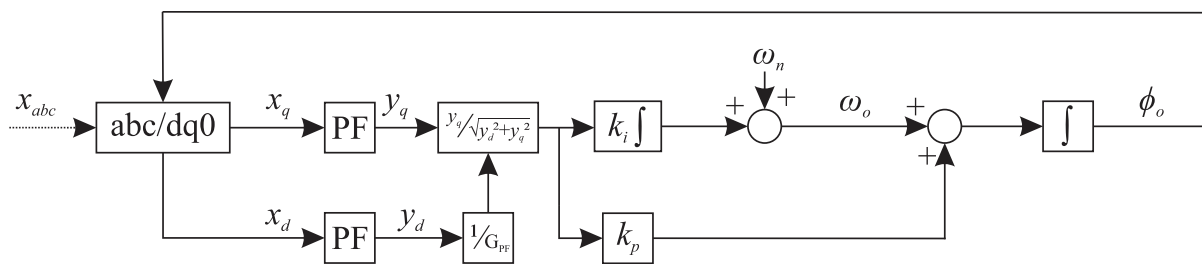 x_abc
abc/dq0
x_q
PF
y_q
y_q/√y_d²+y_q²
k_i ∫
+
ω_n
+
ω_o
+
+
∫
ϕ_o
x_d
PF
y_d
1/G_PF
k_p